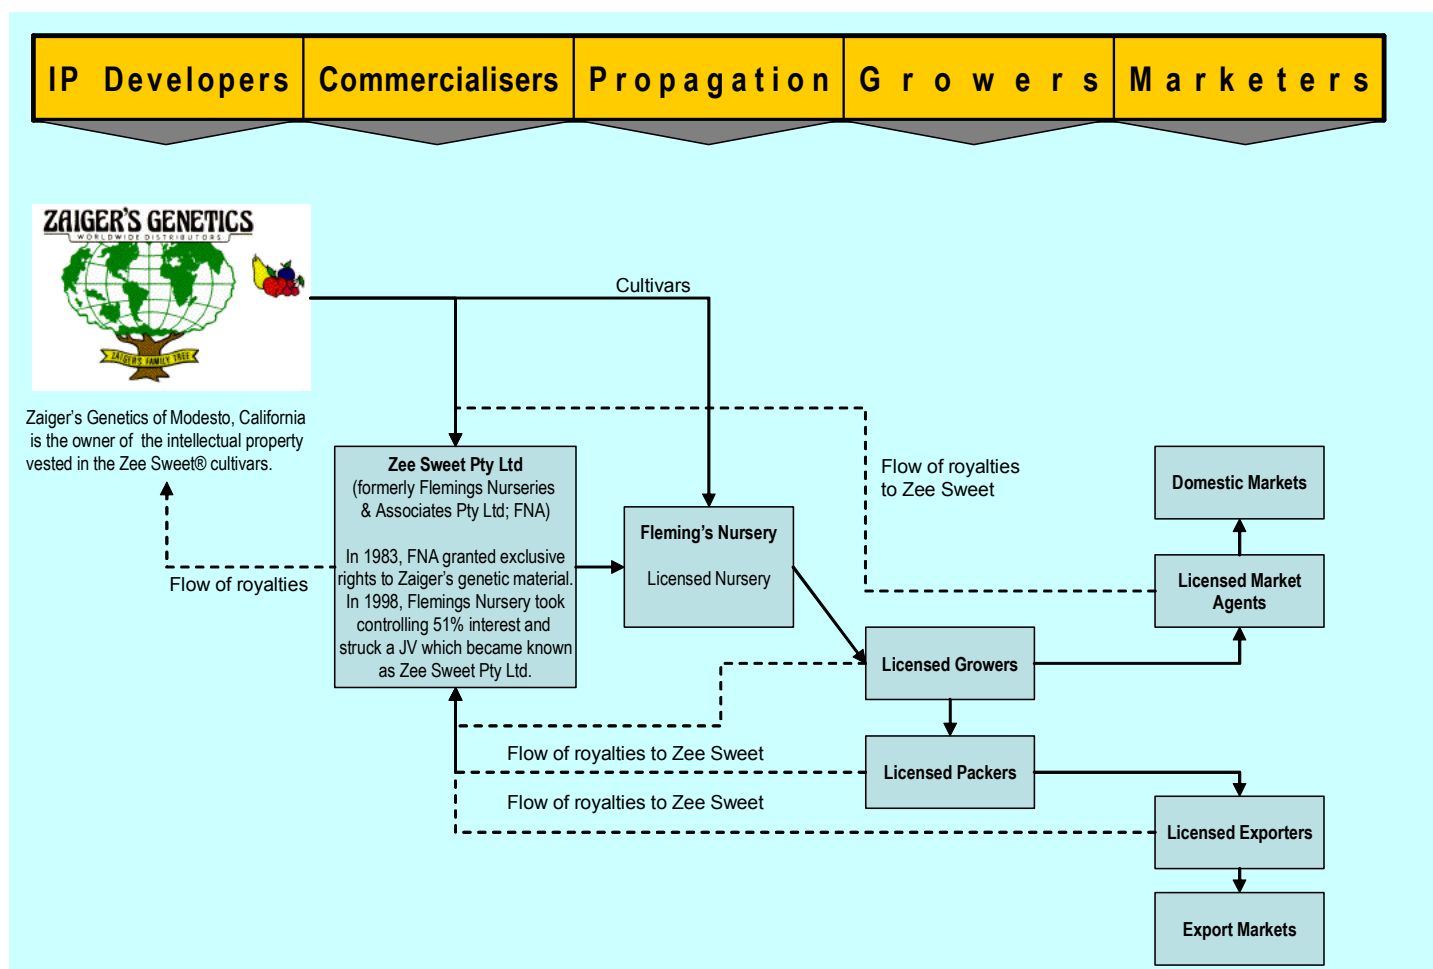 IP Developers
Commercialisers
Propagation
Growers
Marketers
ZAIGER'S GENETICS
WORLDWIDE DISTRIBUTORS
ZAIGER'S FAMILY TREE
Zaiger's Genetics of Modesto, California
is the owner of the intellectual property
vested in the Zee Sweet® cultivars.
Cultivars
Flow of royalties
Zee Sweet Pty Ltd
(formerly Flemings Nurseries
& Associates Pty Ltd; FNA)
In 1983, FNA granted exclusive
rights to Zaiger's genetic material.
In 1998, Flemings Nursery took
controlling 51% interest and
struck a JV which became known
as Zee Sweet Pty Ltd.
Fleming's Nursery
Licensed Nursery
Flow of royalties
to Zee Sweet
Domestic Markets
Licensed Market
Agents
Licensed Growers
Flow of royalties to Zee Sweet
Licensed Packers
Flow of royalties to Zee Sweet
Licensed Exporters
Export Markets